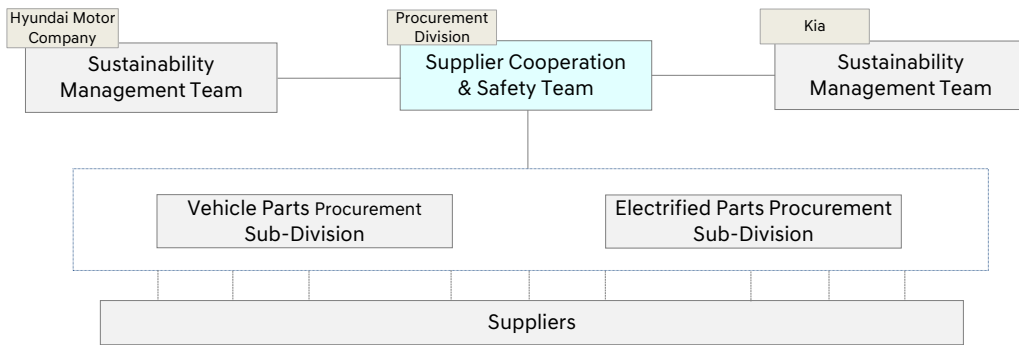 Hyundai Motor
Company
Sustainability
Management Team
Procurement
Division
Supplier Cooperation
& Safety Team
Kia
Sustainability
Management Team
Vehicle Parts Procurement
Sub-Division
Electrified Parts Procurement
Sub-Division
Suppliers